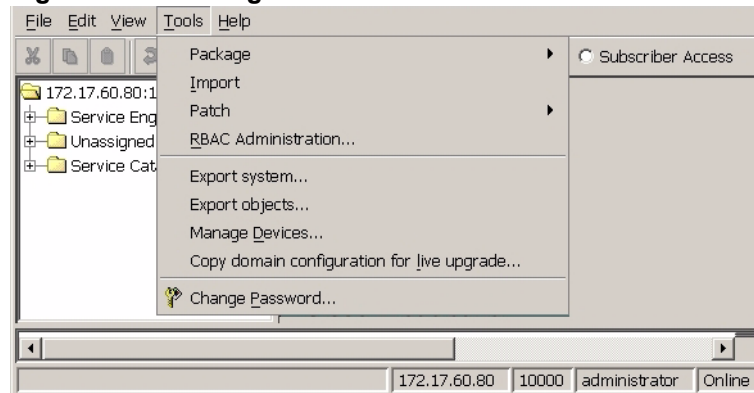 File Edit View Tools Help
Package
Import
Patch
RBAC Administration...
Export system...
Export objects...
Manage Devices...
Copy domain configuration for live upgrade...
Change Password...
Subscriber Access
172.17.60.80:1
Service Eng
Unassigned
Service Cat
172.17.60.80 10000 administrator Online